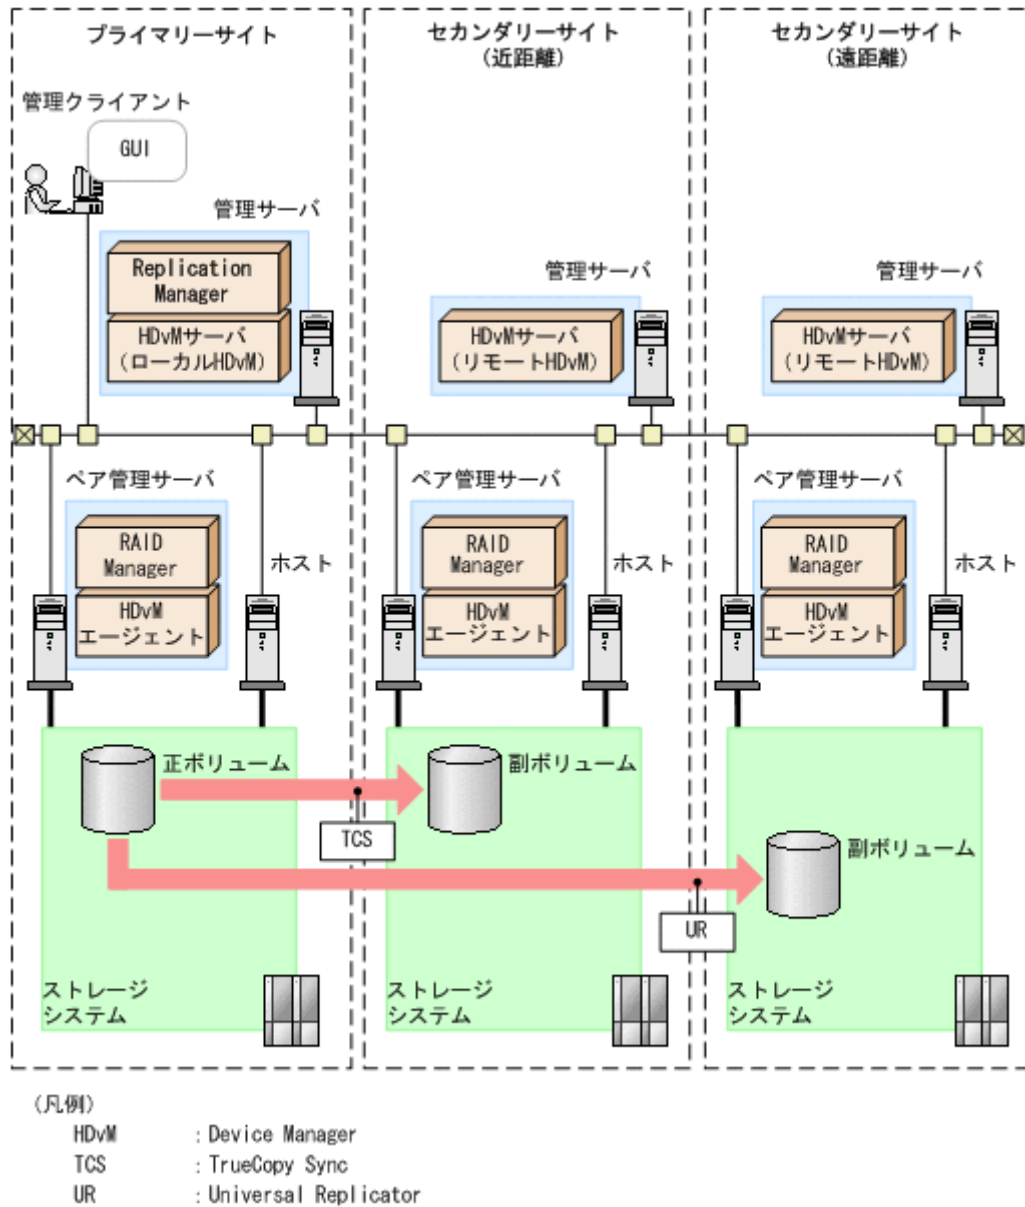 プライマリーサイト
セカンダリーサイト
(近距離)
セカンダリーサイト
(遠距離)
管理クライアント
GUI
管理サーバ
Replication
Manager
HDvMサーバ
(ローカルHDvM)
管理サーバ
HDvMサーバ
(リモートHDvM)
管理サーバ
HDvMサーバ
(リモートHDvM)
ペア管理サーバ
RAID
Manager
HDvM
エージェント
ホスト
ペア管理サーバ
RAID
Manager
HDvM
エージェント
ホスト
ペア管理サーバ
RAID
Manager
HDvM
エージェント
ホスト
正ボリューム
副ボリューム
TCS
副ボリューム
UR
ストレージ
システム
ストレージ
システム
ストレージ
システム
(凡例)
HDvM : Device Manager
TCS : TrueCopy Sync
UR : Universal Replicator